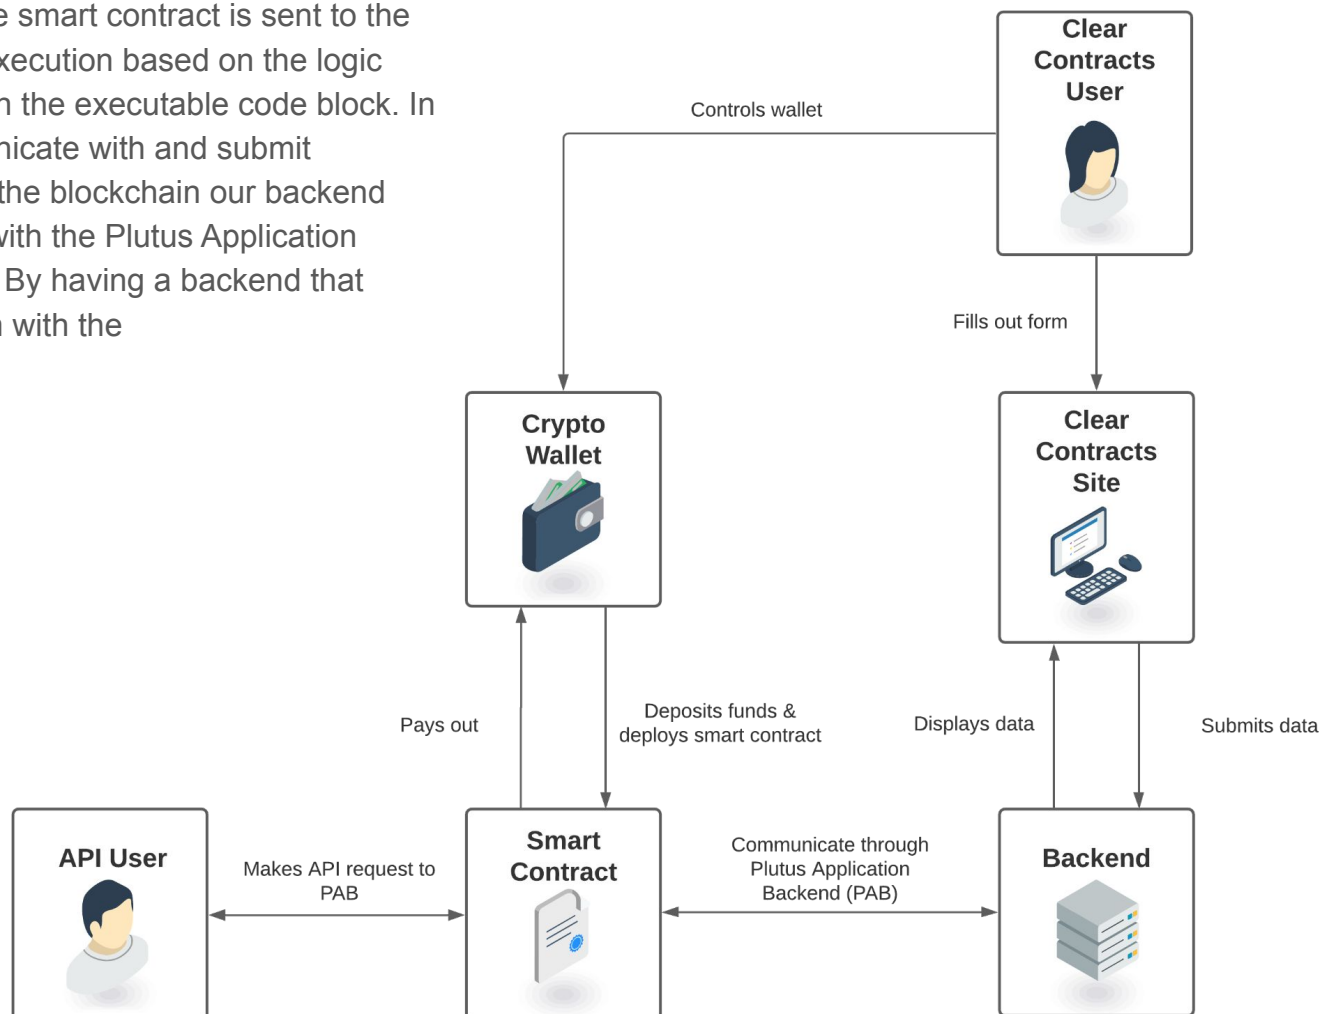 e smart contract is sent to the
xecution based on the logic
n the executable code block. In
nicate with and submit
the blockchain our backend
with the Plutus Application
By having a backend that
n with the
Clear
Contracts
User
Controls wallet
Fills out form
Crypto
Wallet
Clear
Contracts
Site
Pays out
Deposits funds &
deploys smart contract
Displays data
Submits data
API User
Makes API request to
PAB
Smart
Contract
Communicate through
Plutus Application
Backend (PAB)
Backend